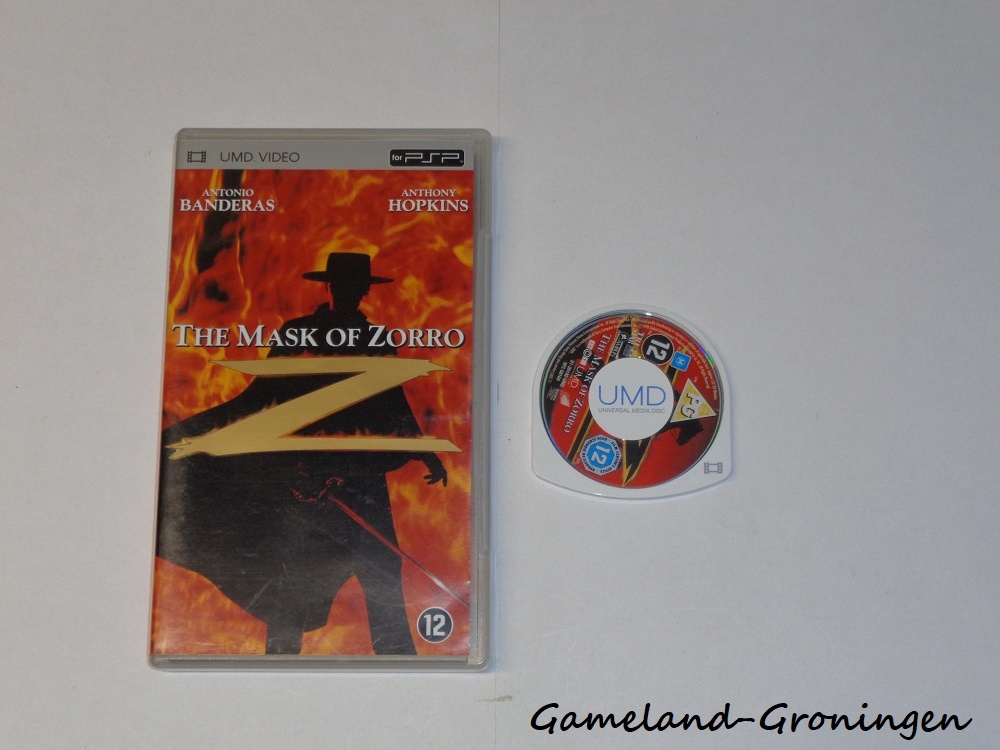 UMD VIDEO
for PSP
ANTONIO BANDERAS
ANTHONY HOPKINS
THE MASK OF ZORRO
Z
12
12
THE MASK OF ZORRO
UMD
PG
UMD
UNIVERSAL MEDIA DISC
12
Gameland-Groningen